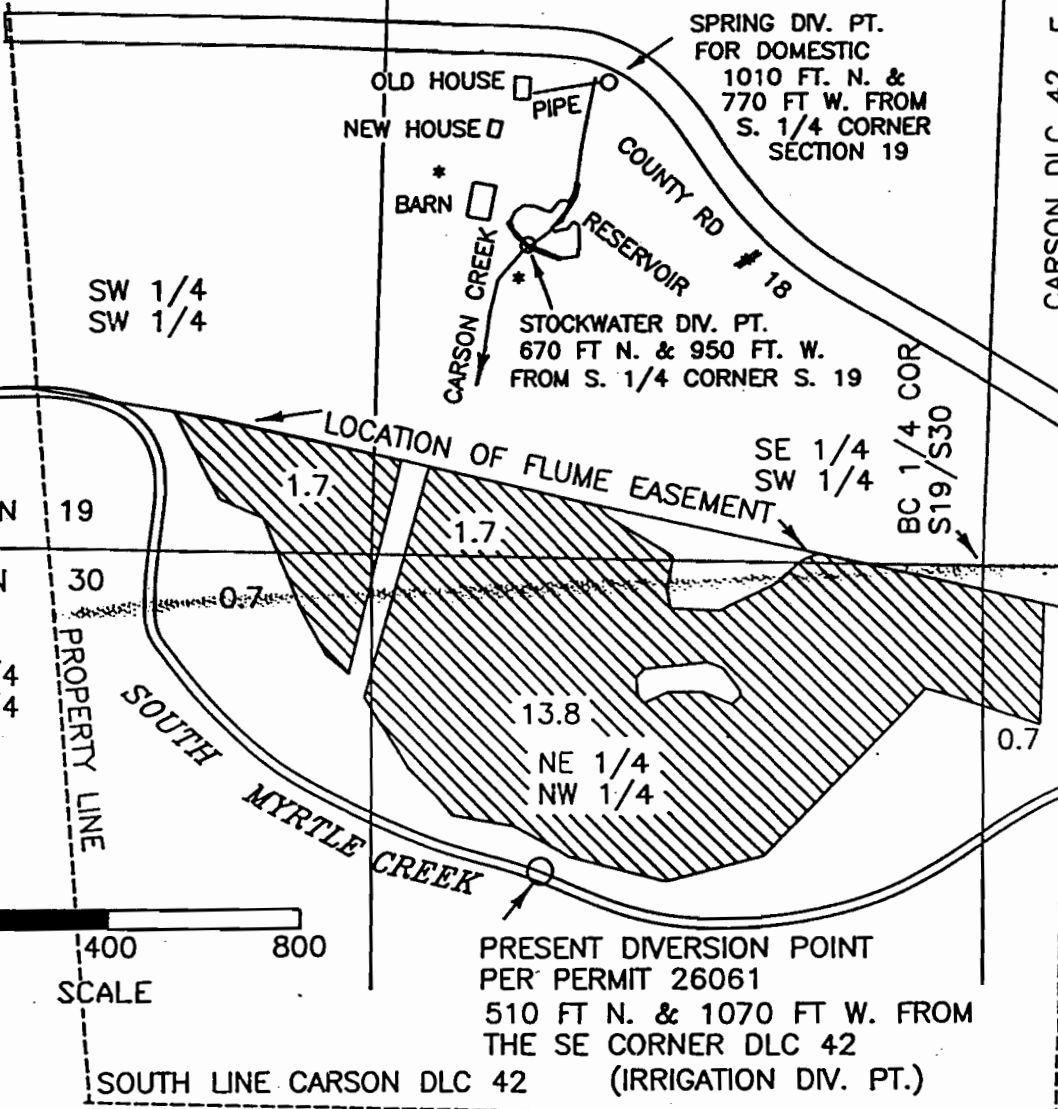 SPRING DIV. PT.
FOR DOMESTIC
1010 FT. N. &
770 FT W. FROM
S. 1/4 CORNER
SECTION 19
OLD HOUSE
PIPE
NEW HOUSE
*
BARN
COUNTY RD # 18
RESERVOIR
CARSON CREEK
*
CARSON DLC 42
SW 1/4
SW 1/4
STOCKWATER DIV. PT.
670 FT N. & 950 FT. W.
FROM S. 1/4 CORNER S. 19
LOCATION OF FLUME EASEMENT
SE 1/4
SW 1/4
BC 1/4 COR
S19/S30
1.7
1.7
N 19
30
0.7
/4
/4
PROPERTY LINE
SOUTH MYRTLE CREEK
13.8
NE 1/4
NW 1/4
0.7
400 800
SCALE
PRESENT DIVERSION POINT
PER PERMIT 26061
510 FT N. & 1070 FT W. FROM
THE SE CORNER DLC 42
(IRRIGATION DIV. PT.)
SOUTH LINE CARSON DLC 42